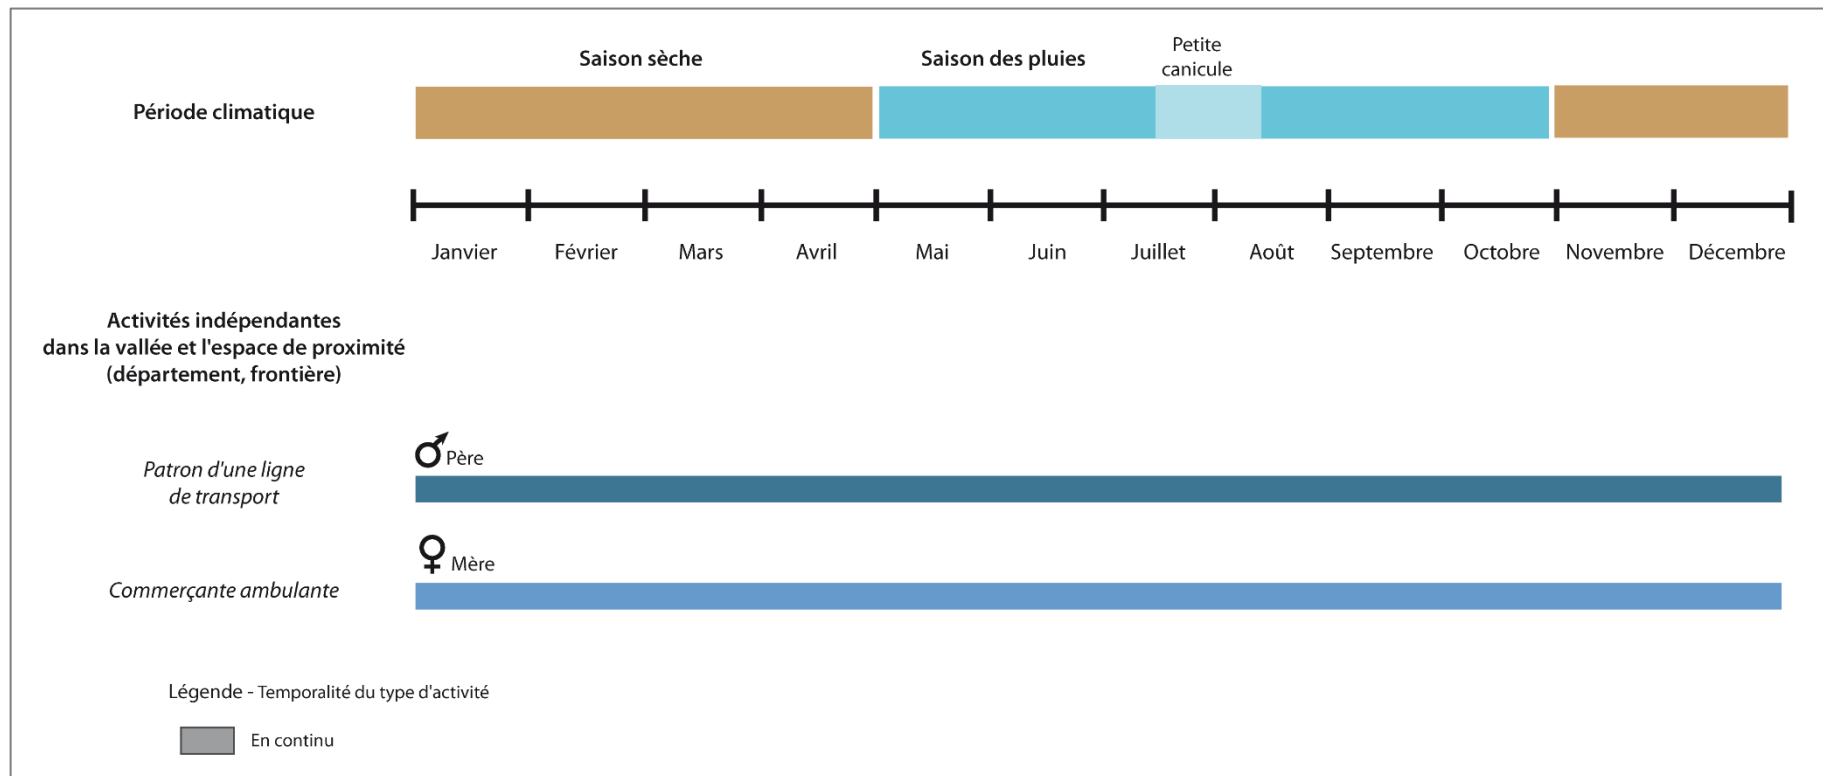 Saison sèche
Saison des pluies
Petite
canicule
Période climatique
Janvier
Février
Mars
Avril
Mai
Juin
Juillet
Août
Septembre
Octobre
Novembre
Décembre
Activités indépendantes
dans la vallée et l'espace de proximité
(département, frontière)
Père
Patron d'une ligne
de transport
Mère
Commerçante ambulante
Légende - Temporalité du type d'activité
En continu